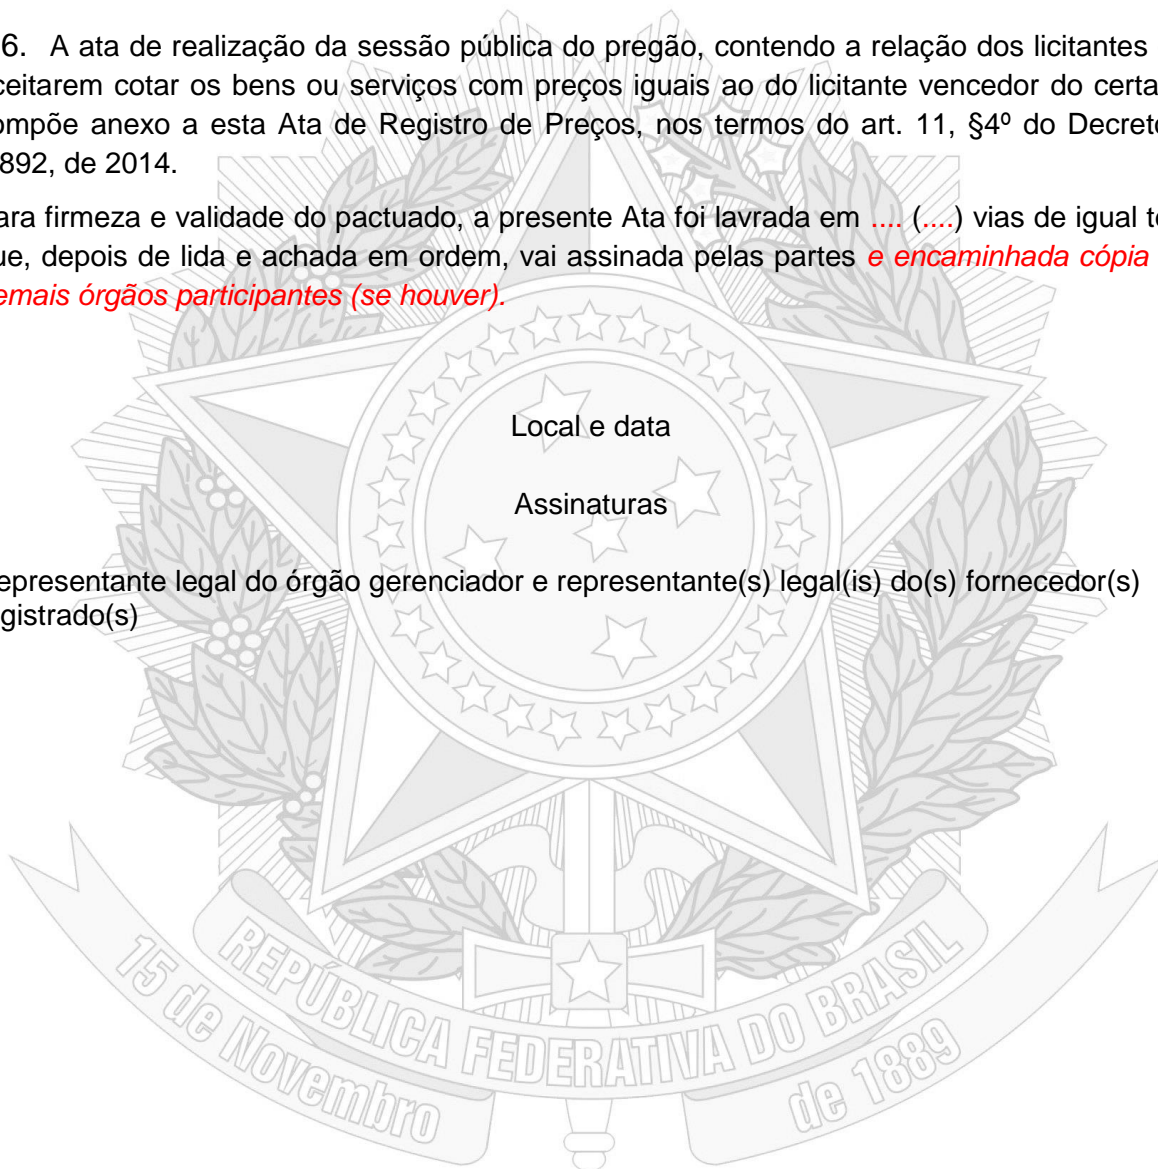 6. A ata de realização da sessão pública do pregão, contendo a relação dos licitantes
ceitarem cotar os bens ou serviços com preços iguais ao do licitante vencedor do certa
ompõe anexo a esta Ata de Registro de Preços, nos termos do art. 11, §4º do Decreto
892, de 2014.
ara firmeza e validade do pactuado, a presente Ata foi lavrada em .... (....) vias de igual te
ue, depois de lida e achada em ordem, vai assinada pelas partes e encaminhada cópia
emais órgãos participantes (se houver).
Local e data
Assinaturas
epresentante legal do órgão gerenciador e representante(s) legal(is) do(s) fornecedor(s)
gistrado(s)
REPÚBLICA FEDERATIVA DO BRASIL
15 de Novembro de 1889